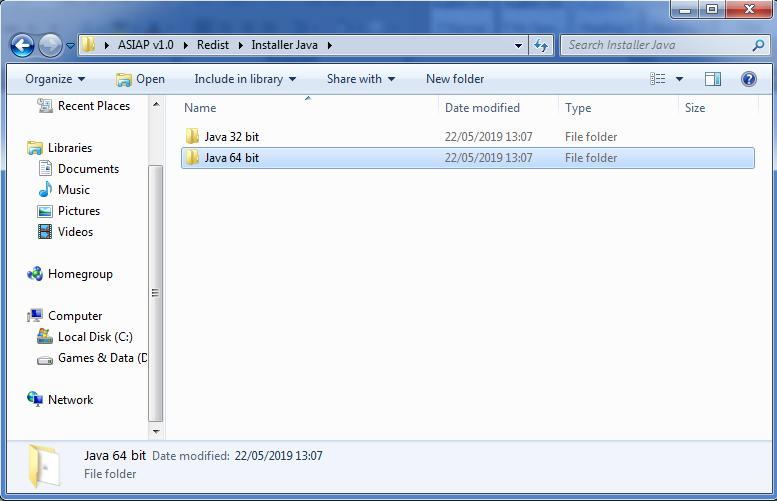 ASIAP v1.0 Redist Installer Java Search Installer Java
Organize Open Include in library Share with New folder
Recent Places
Libraries
Documents
Music
Pictures
Videos
Homegroup
Computer
Local Disk (C:)
Games & Data (D
Network
Name Date modified Type Size
Java 32 bit 22/05/2019 13:07 File folder
Java 64 bit 22/05/2019 13:07 File folder
Java 64 bit Date modified: 22/05/2019 13:07
File folder